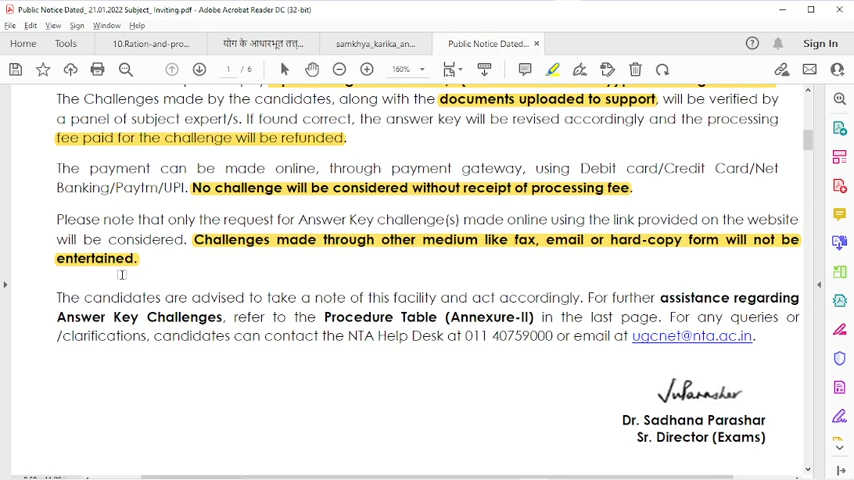 Public Notice Dated_ 21.01.2022 Subject_ Inviting.pdf - Adobe Acrobat Reader DC (32-bit)
File Edit View Sign Window Help
Home Tools 10.Ration-and-pro... योग के आधारभूत तत्... samkhya_karika_an... Public Notice Dated... × Sign In
1 / 6 160%
The Challenges made by the candidates, along with the documents uploaded to support, will be verified by
a panel of subject expert/s. If found correct, the answer key will be revised accordingly and the processing
fee paid for the challenge will be refunded.
The payment can be made online, through payment gateway, using Debit card/Credit Card/Net
Banking/Paytm/UPI. No challenge will be considered without receipt of processing fee.
Please note that only the request for Answer Key challenge(s) made online using the link provided on the website
will be considered. Challenges made through other medium like fax, email or hard-copy form will not be
entertained.
The candidates are advised to take a note of this facility and act accordingly. For further assistance regarding
Answer Key Challenges, refer to the Procedure Table (Annexure-II) in the last page. For any queries or
/clarifications, candidates can contact the NTA Help Desk at 011 40759000 or email at ugcnet@nta.ac.in.
Dr. Sadhana Parashar
Sr. Director (Exams)